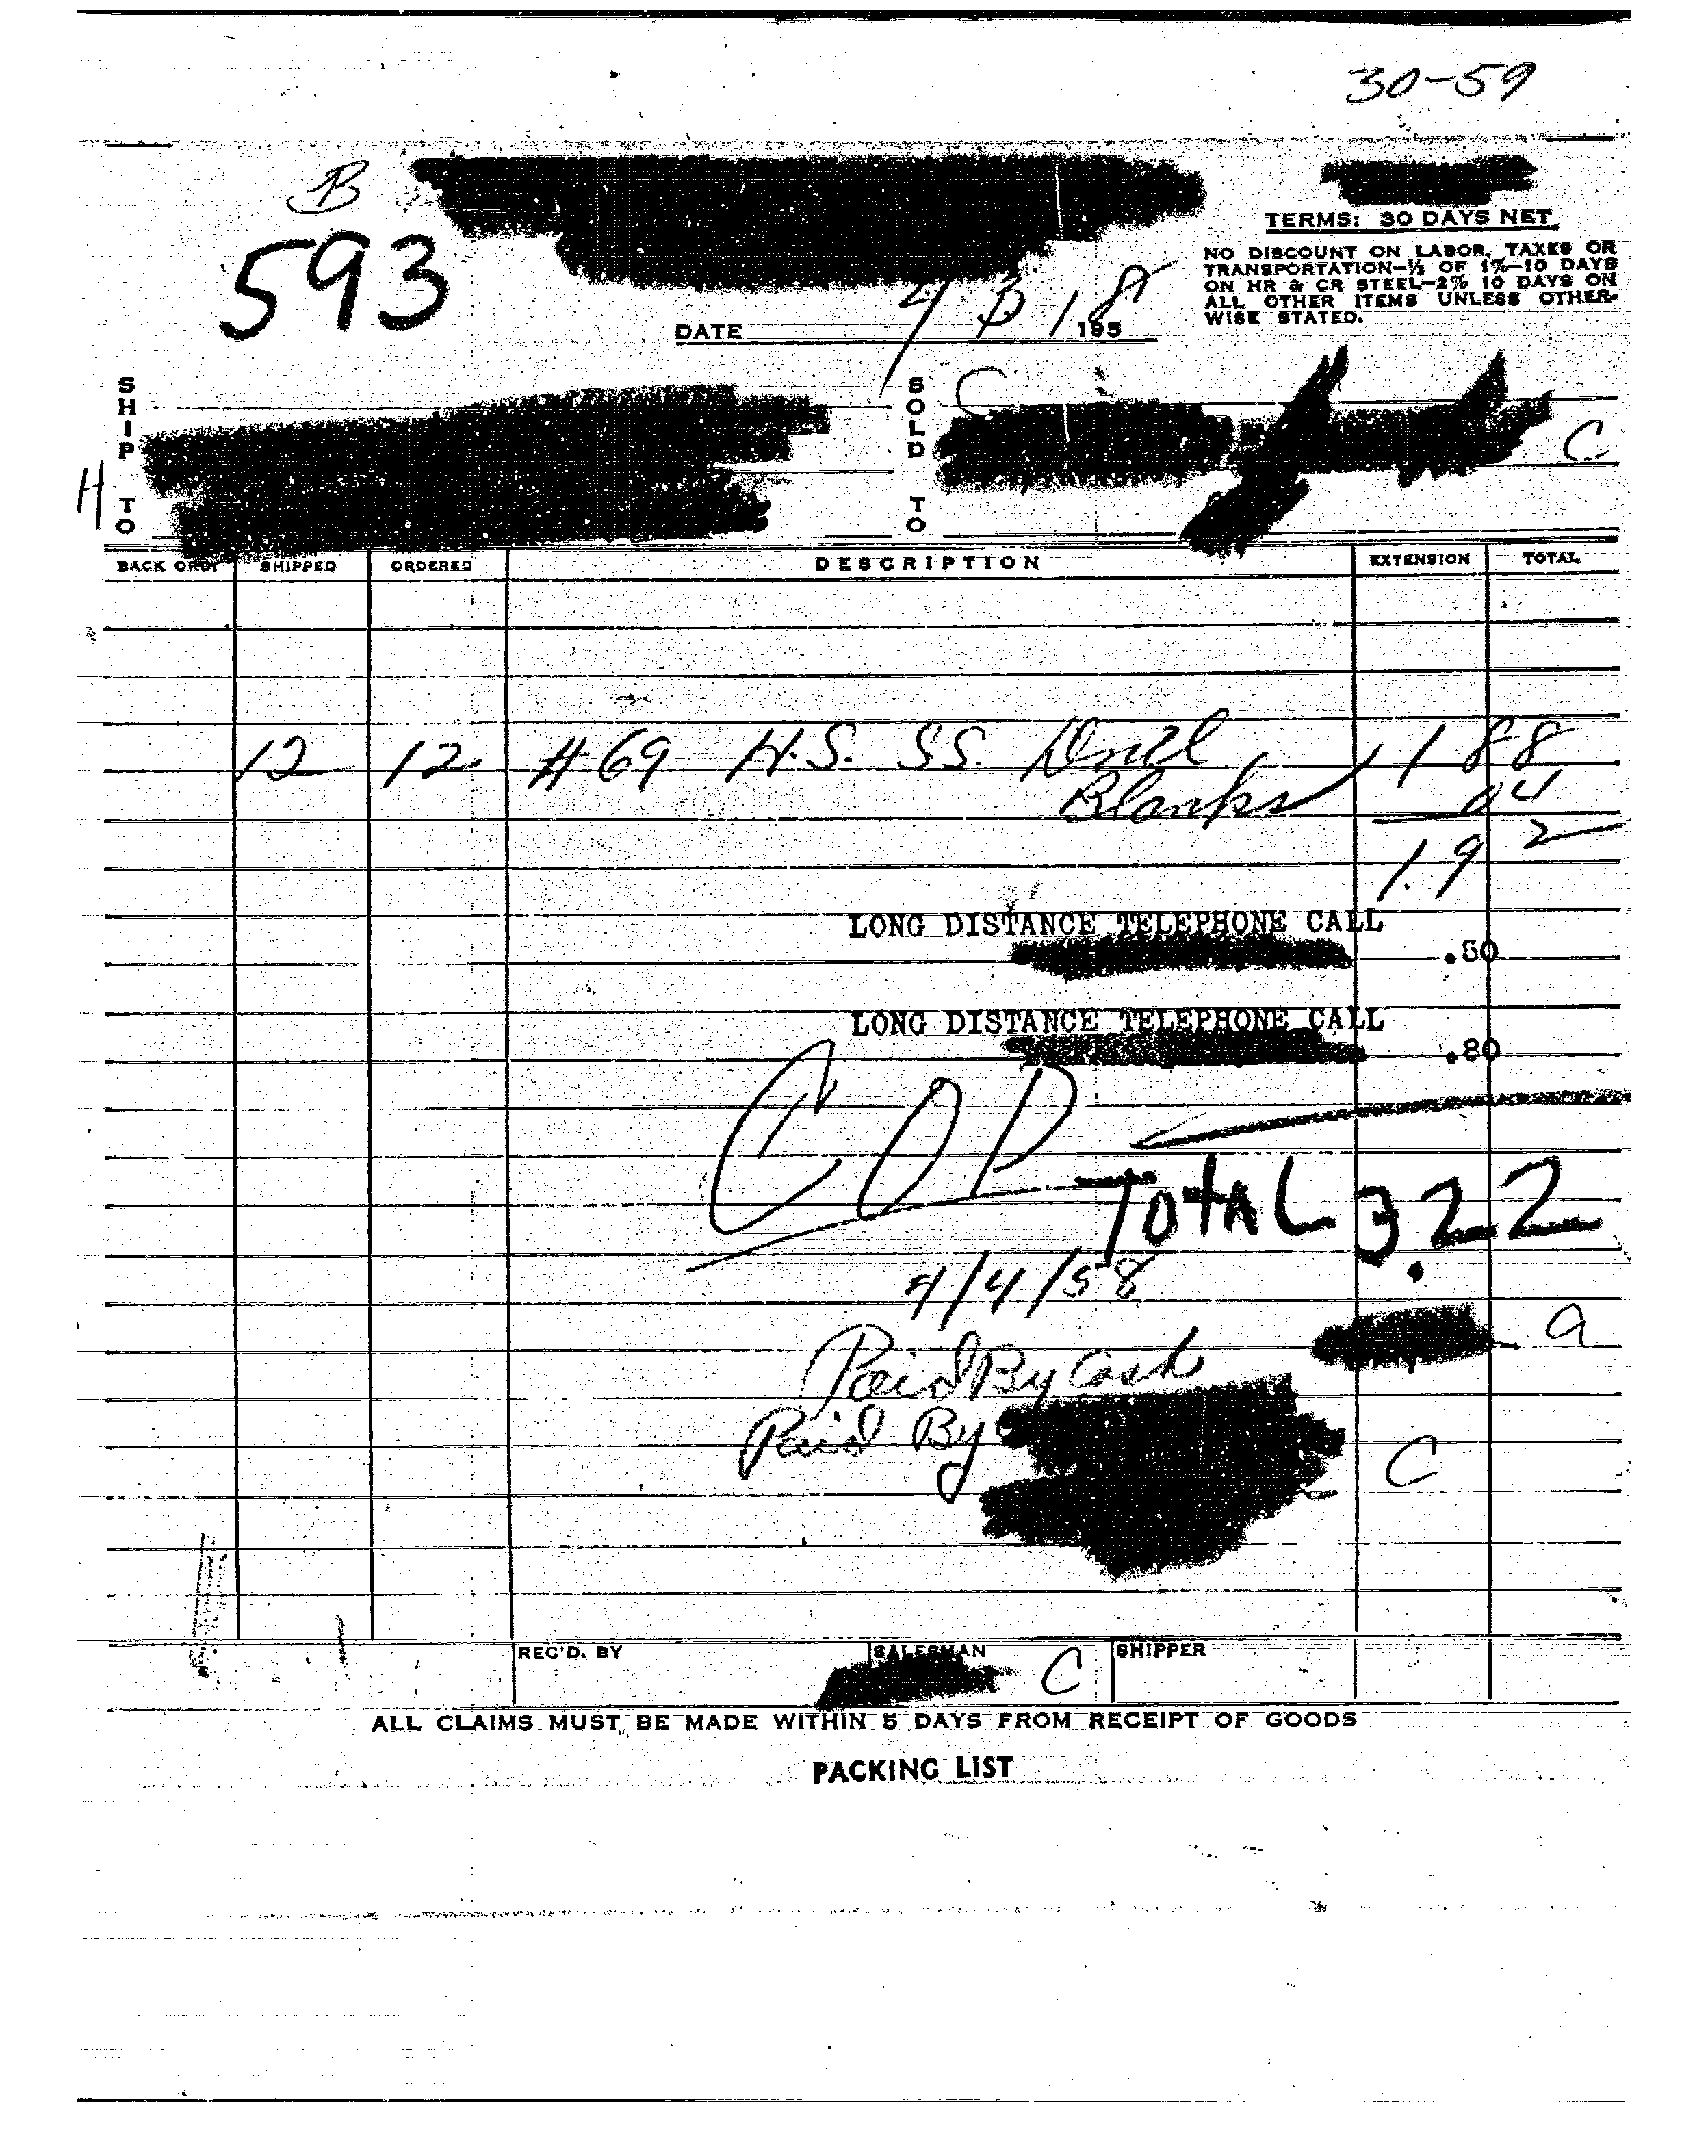 30-59
B
593
TERMS: 30 DAYS NET
NO DISCOUNT ON LABOR, TAXES OR
TRANSPORTATION—½ OF 1%—10 DAYS
ON HR & CR STEEL—2% 10 DAYS ON
ALL OTHER ITEMS UNLESS OTHER-
WISE STATED.
DATE 4/3/ 1958
SHIP TO
SOLD TO
C
C
H
BACK ORD. SHIPPED ORDERED DESCRIPTION EXTENSION TOTAL
12 12 #69 H.S. SS. Drill 1 88
Blanks 04
1.92
LONG DISTANCE TELEPHONE CALL
.50
LONG DISTANCE TELEPHONE CALL
.80
COD
TOTAL 3.22
4/4/58
a
Paid By Cash
Paid By
C
REC'D. BY SALESMAN C SHIPPER
ALL CLAIMS MUST BE MADE WITHIN 5 DAYS FROM RECEIPT OF GOODS
PACKING LIST